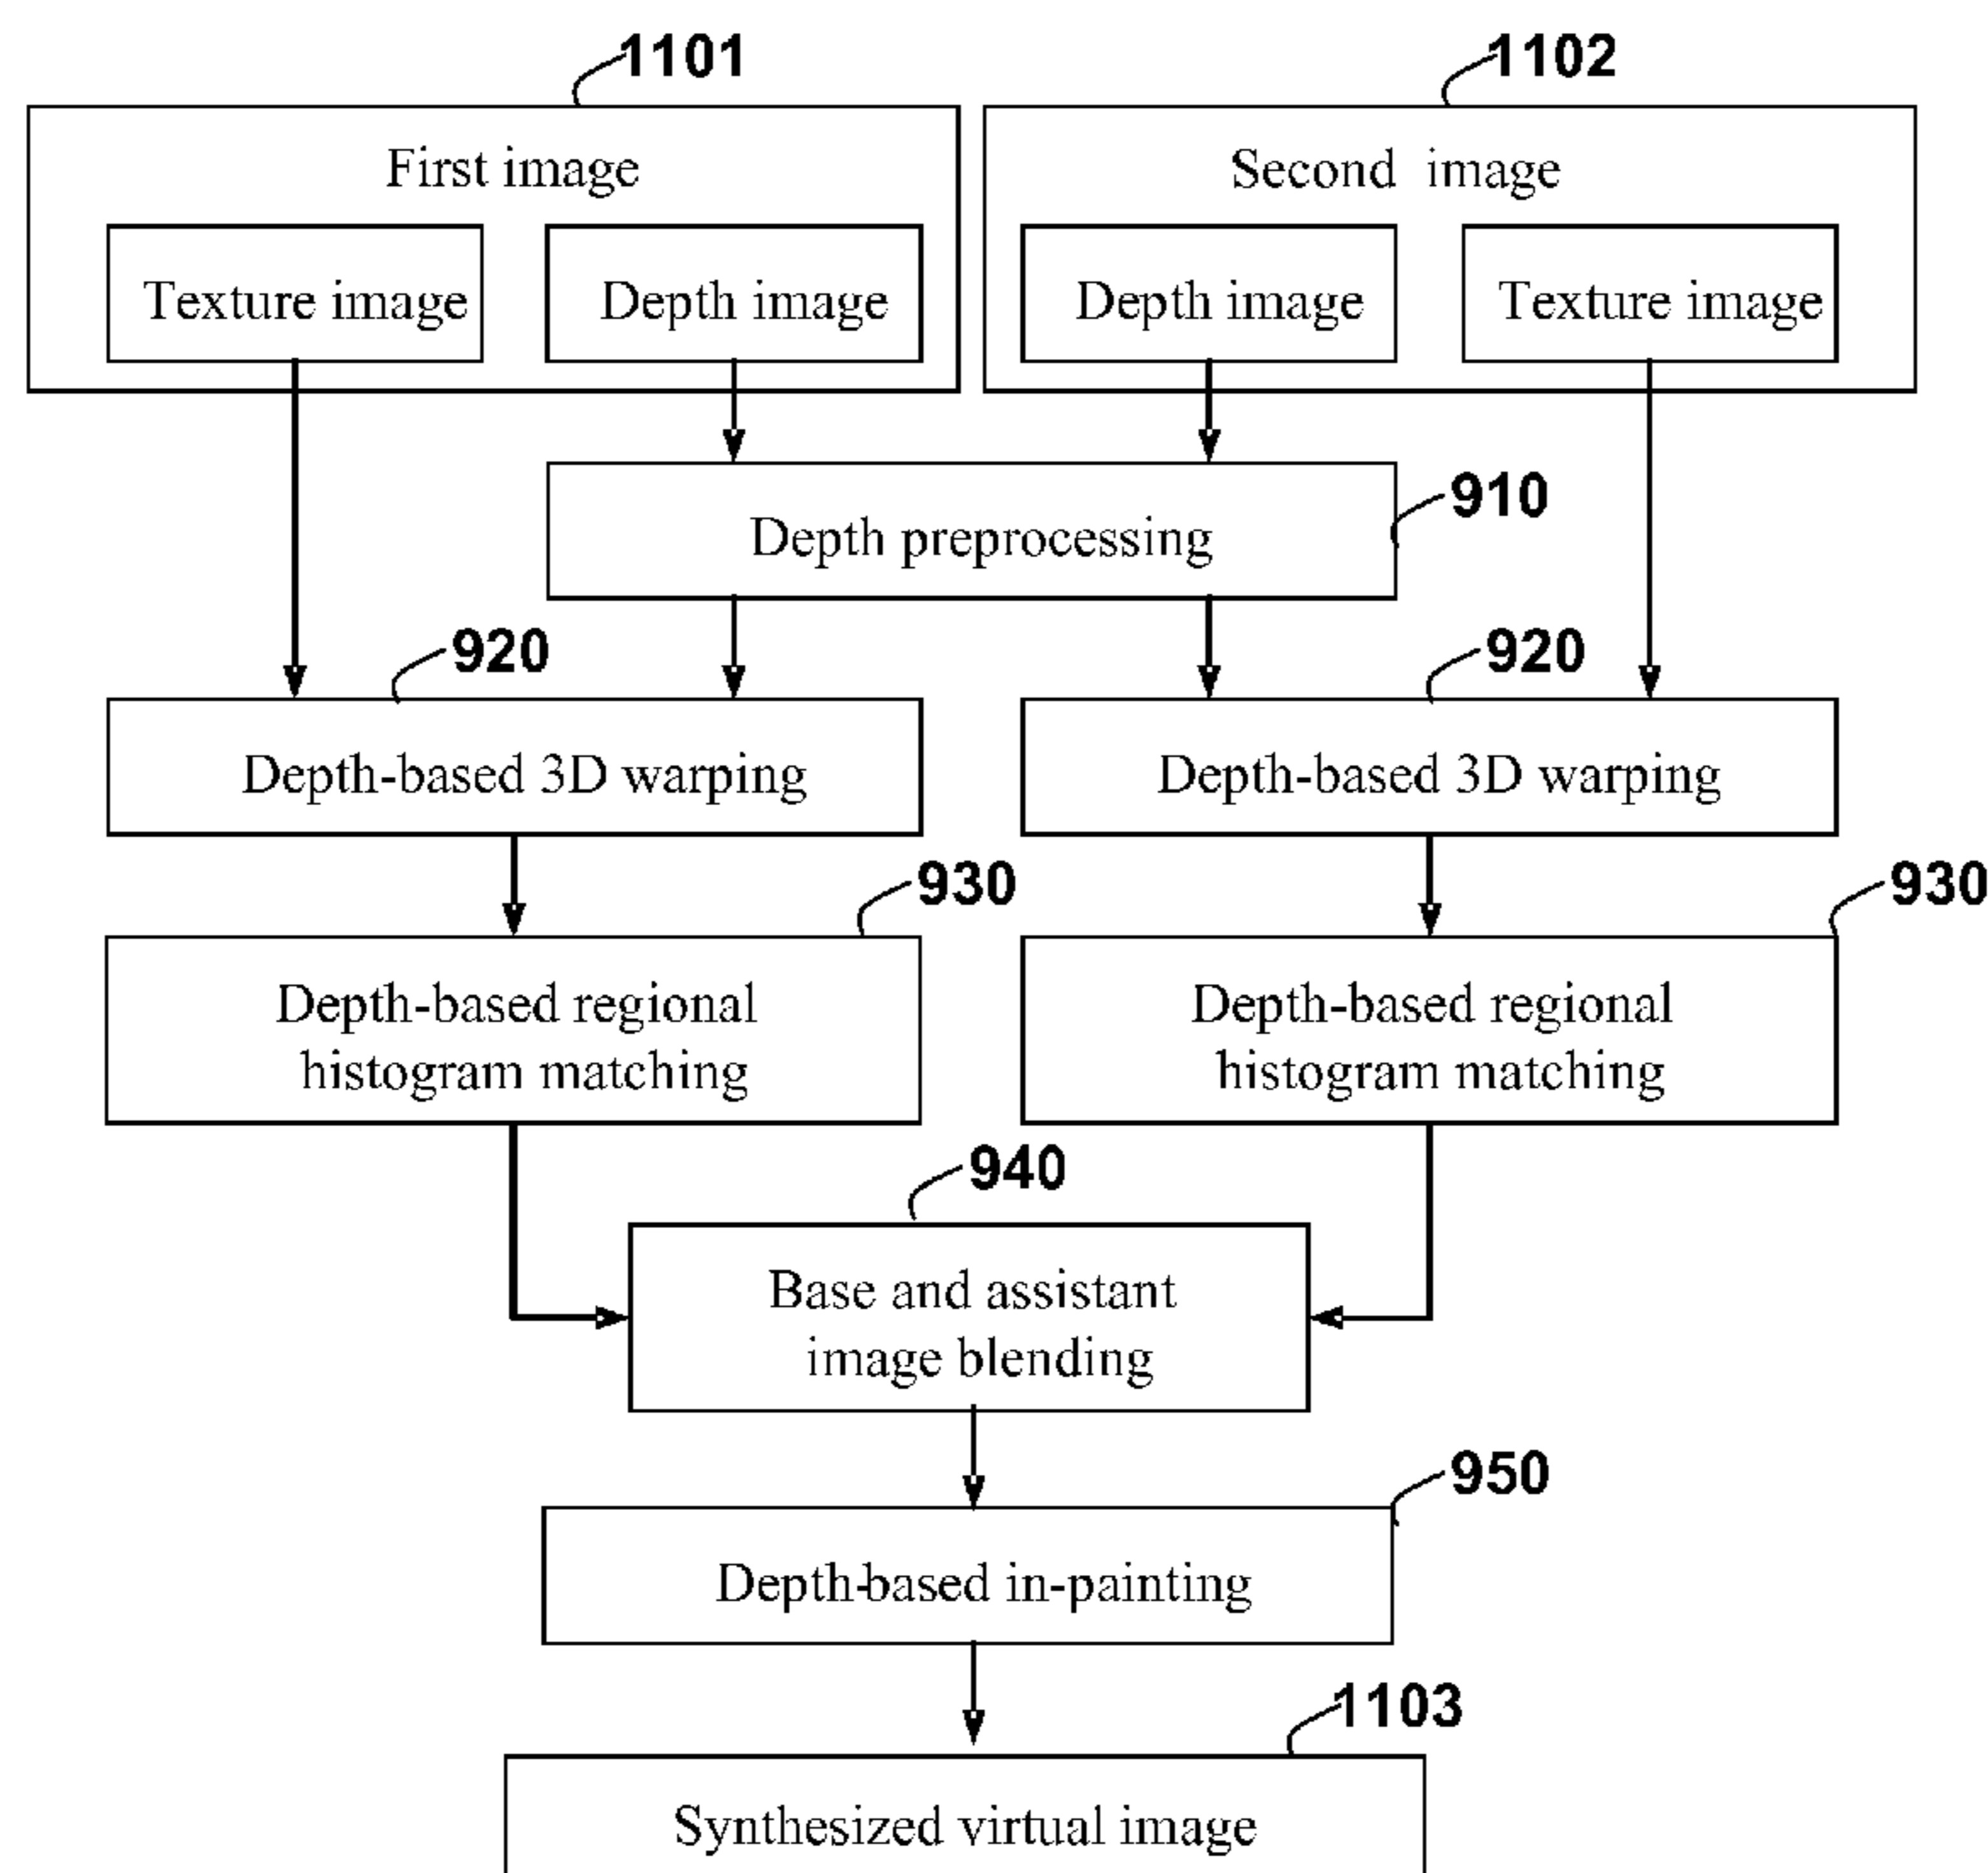 1101
1102
First image
Second image
Texture image
Depth image
Depth image
Texture image
910
Depth preprocessing
920
920
Depth-based 3D warping
Depth-based 3D warping
930
930
Depth-based regional
histogram matching
Depth-based regional
histogram matching
940
Base and assistant
image blending
950
Depth-based in-painting
1103
Synthesized virtual image